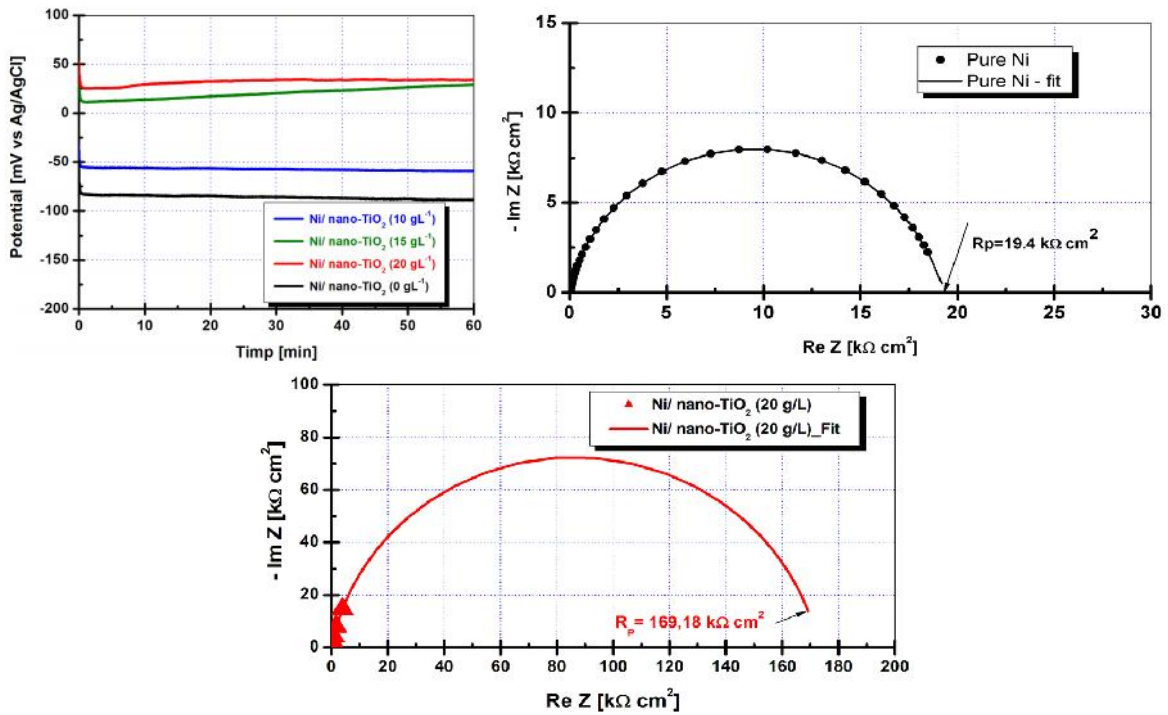 Potential [mV vs Ag/AgCl]
100
50
0
-50
-100
-150
-200
0 10 20 30 40 50 60
Timp [min]
Ni/ nano-TiO₂ (10 gL⁻¹)
Ni/ nano-TiO₂ (15 gL⁻¹)
Ni/ nano-TiO₂ (20 gL⁻¹)
Ni/ nano-TiO₂ (0 gL⁻¹)
- Im Z [kΩ cm²]
15
10
5
0
0 5 10 15 20 25 30
Re Z [kΩ cm²]
Pure Ni
Pure Ni - fit
Rp=19.4 kΩ cm²
- Im Z [kΩ cm²]
100
80
60
40
20
0
0 20 40 60 80 100 120 140 160 180 200
Re Z [kΩ cm²]
Ni/ nano-TiO₂ (20 g/L)
Ni/ nano-TiO₂ (20 g/L)_Fit
Rₚ= 169,18 kΩ cm²